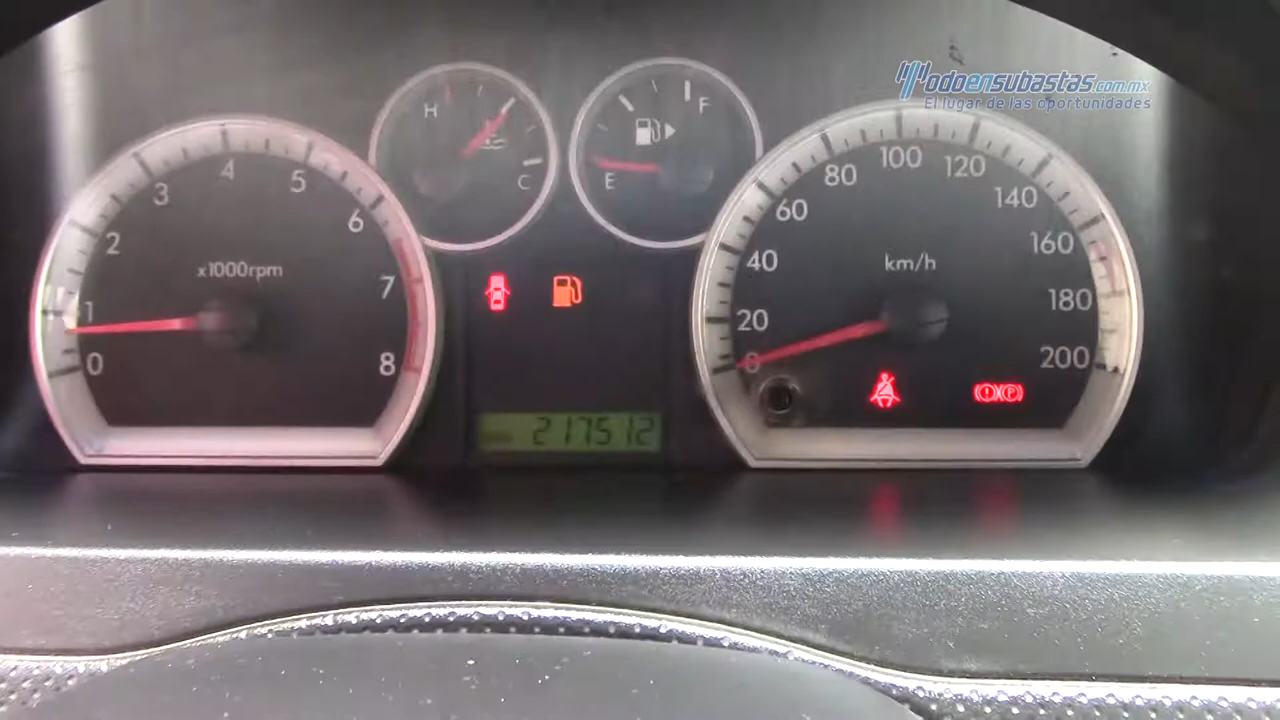 Todoensubastas.com.mx
El lugar de las oportunidades
H
C
F
E
0
1
2
3
4
5
6
7
8
x1000rpm
0
20
40
60
80
100
120
140
160
180
200
km/h
(!) (P)
217512